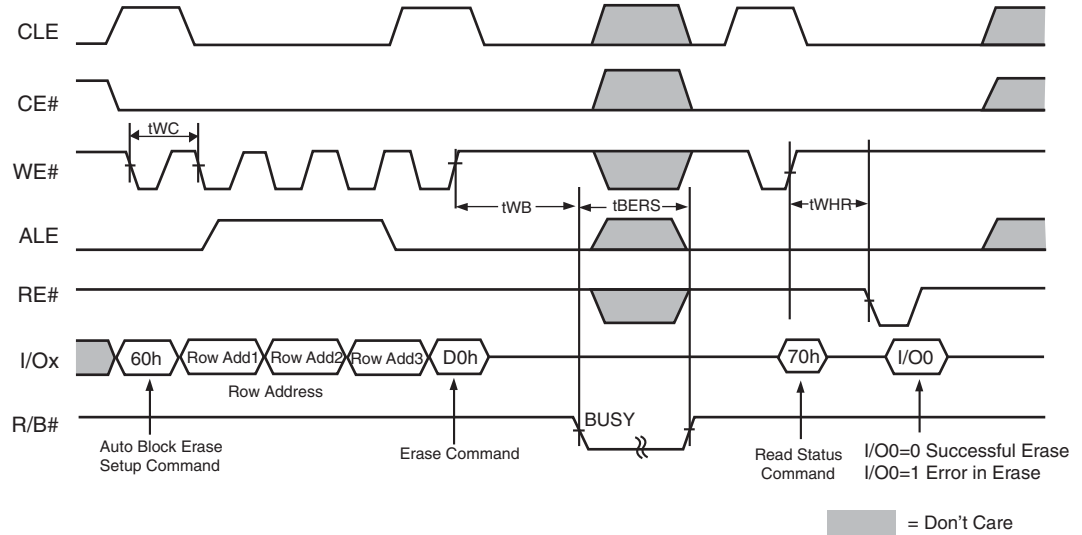 CLE
CE#
tWC
WE#
tWB
tBERS
tWHR
ALE
RE#
I/Ox
60h
Row Add1
Row Add2
Row Add3
D0h
70h
I/O0
Row Address
R/B#
BUSY
Auto Block Erase
Setup Command
Erase Command
Read Status
Command
I/O0=0 Successful Erase
I/O0=1 Error in Erase
= Don't Care